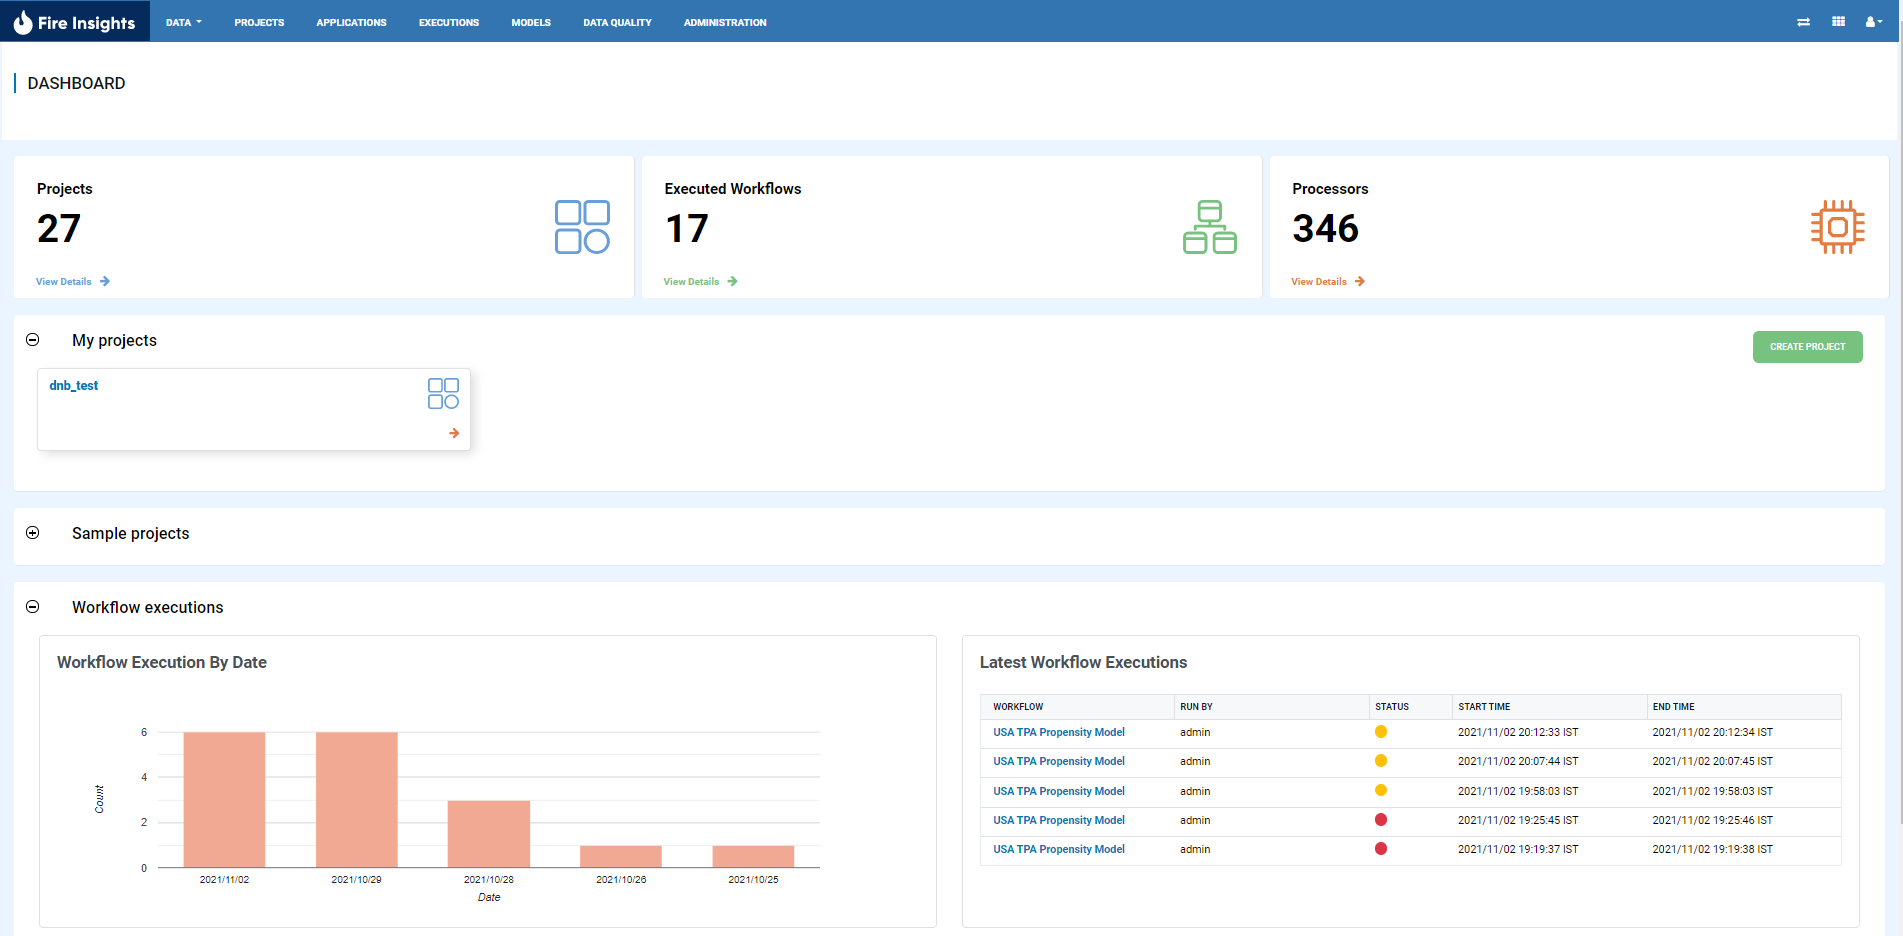 Fire Insights DATA PROJECTS APPLICATIONS EXECUTIONS MODELS DATA QUALITY ADMINISTRATION
DASHBOARD
Projects
27
View Details
Executed Workflows
17
View Details
Processors
346
View Details
My projects
CREATE PROJECT
dnb_test
Sample projects
Workflow executions
Workflow Execution By Date
6
4
2
0
Count
2021/11/02 2021/10/29 2021/10/28 2021/10/26 2021/10/25
Date
Latest Workflow Executions
WORKFLOW RUN BY STATUS START TIME END TIME
USA TPA Propensity Model admin 2021/11/02 20:12:33 IST 2021/11/02 20:12:34 IST
USA TPA Propensity Model admin 2021/11/02 20:07:44 IST 2021/11/02 20:07:45 IST
USA TPA Propensity Model admin 2021/11/02 19:58:03 IST 2021/11/02 19:58:03 IST
USA TPA Propensity Model admin 2021/11/02 19:25:45 IST 2021/11/02 19:25:46 IST
USA TPA Propensity Model admin 2021/11/02 19:19:37 IST 2021/11/02 19:19:38 IST